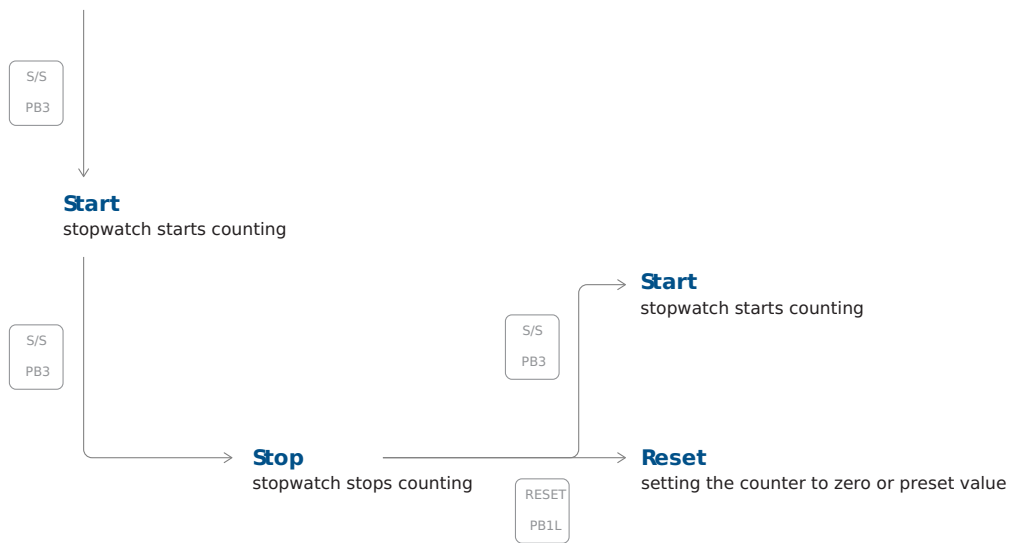 S/S
PB3
Start
stopwatch starts counting
S/S
PB3
Stop
stopwatch stops counting
S/S
PB3
Start
stopwatch starts counting
RESET
PB1L
Reset
setting the counter to zero or preset value